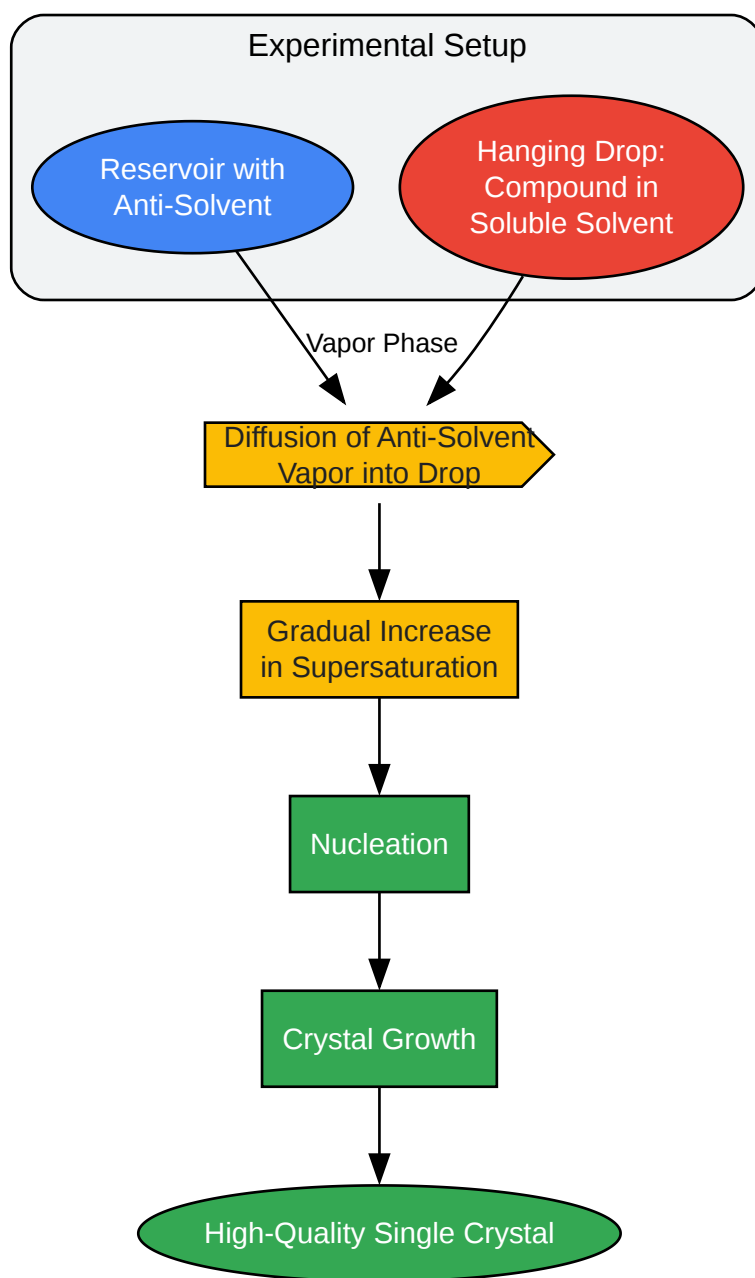 Experimental Setup
Reservoir with
Anti-Solvent
Hanging Drop:
Compound in
Soluble Solvent
Vapor Phase
Diffusion of Anti-Solvent
Vapor into Drop
Gradual Increase
in Supersaturation
Nucleation
Crystal Growth
High-Quality Single Crystal